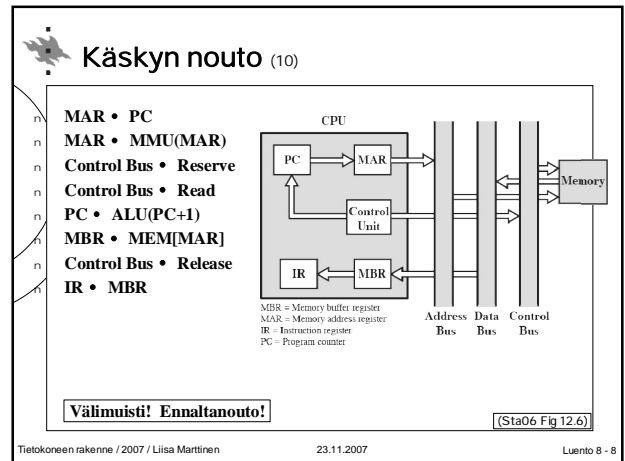 Käskyn nouto (10)
n MAR • PC
n MAR • MMU(MAR)
n Control Bus • Reserve
n Control Bus • Read
n PC • ALU(PC+1)
n MBR • MEM[MAR]
n Control Bus • Release
n IR • MBR
CPU
PC
MAR
Memory
Control
Unit
IR
MBR
MBR = Memory buffer register
MAR = Memory address register
IR = Instruction register
PC = Program counter
Address Data Control
Bus Bus Bus
Välimuisti! Ennaltanouto!
(Sta06 Fig 12.6)
Tietokoneen rakenne / 2007 / Liisa Marttinen 23.11.2007 Luento 8 - 8